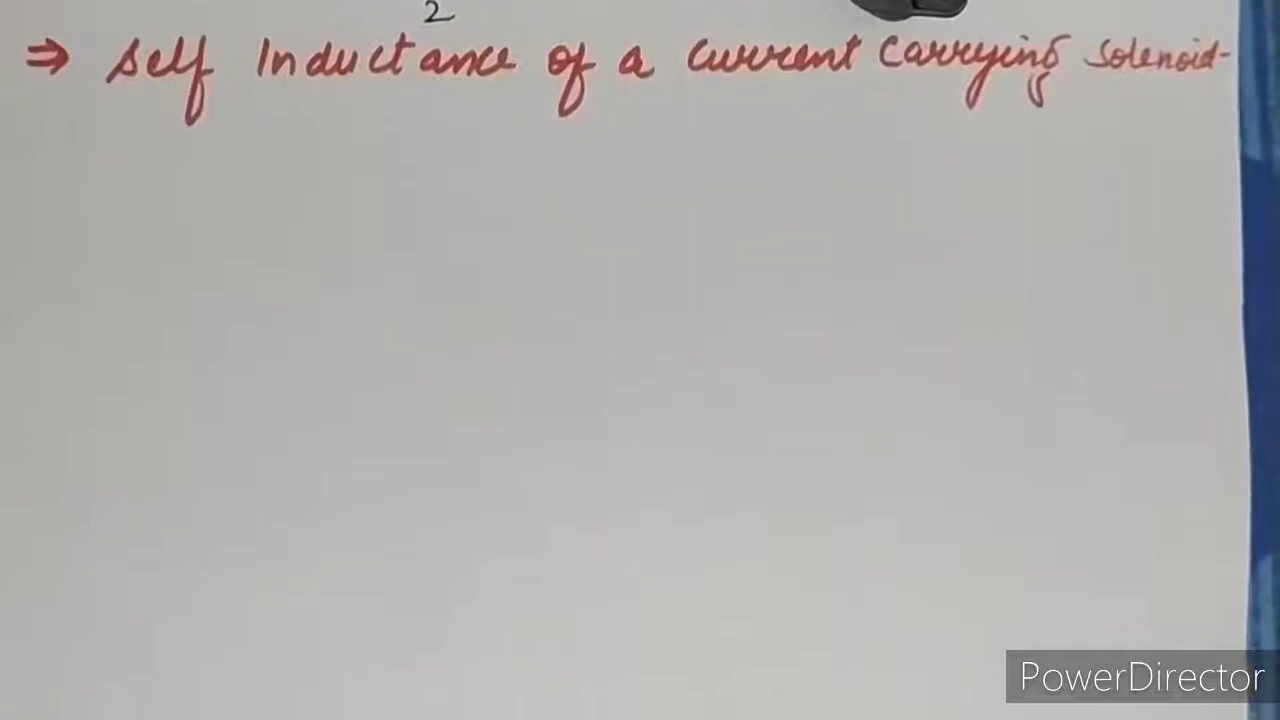 2
⇒ Self Inductance of a current carrying solenoid-
PowerDirector